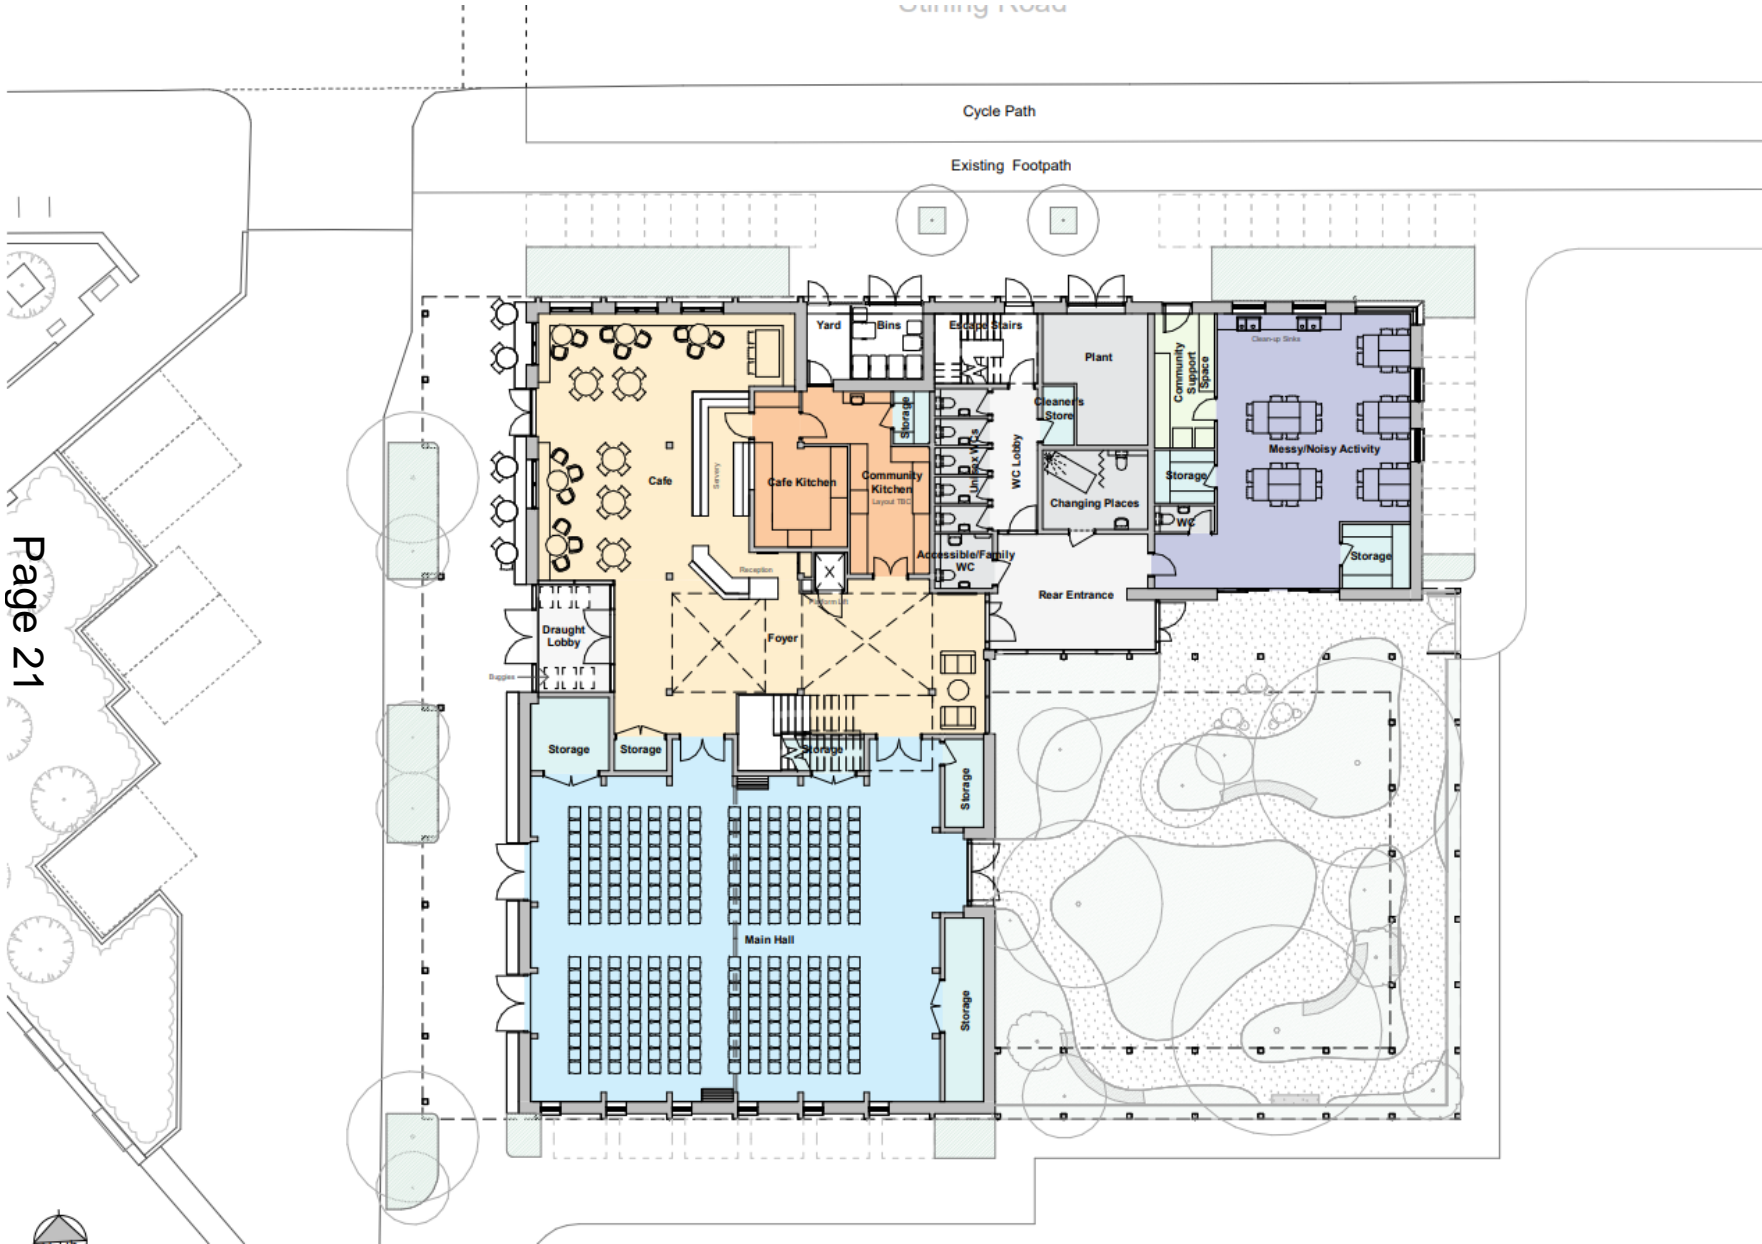 Stirling Road
Cycle Path
Existing Footpath
Yard
Bins
Escape Stairs
Plant
Community
Support
Space
Clean-up Sinks
Storage
Cleaner's
Store
Messy/Noisy Activity
Cafe
Servery
Cafe Kitchen
Community
Kitchen
Layout TBC
Unisex WCs
WC Lobby
Changing Places
Storage
WC
Storage
Accessible/Family
WC
Reception
Platform Lift
Rear Entrance
Draught
Lobby
Foyer
Buggies
Storage
Storage
Storage
Storage
Main Hall
Storage
Page 21